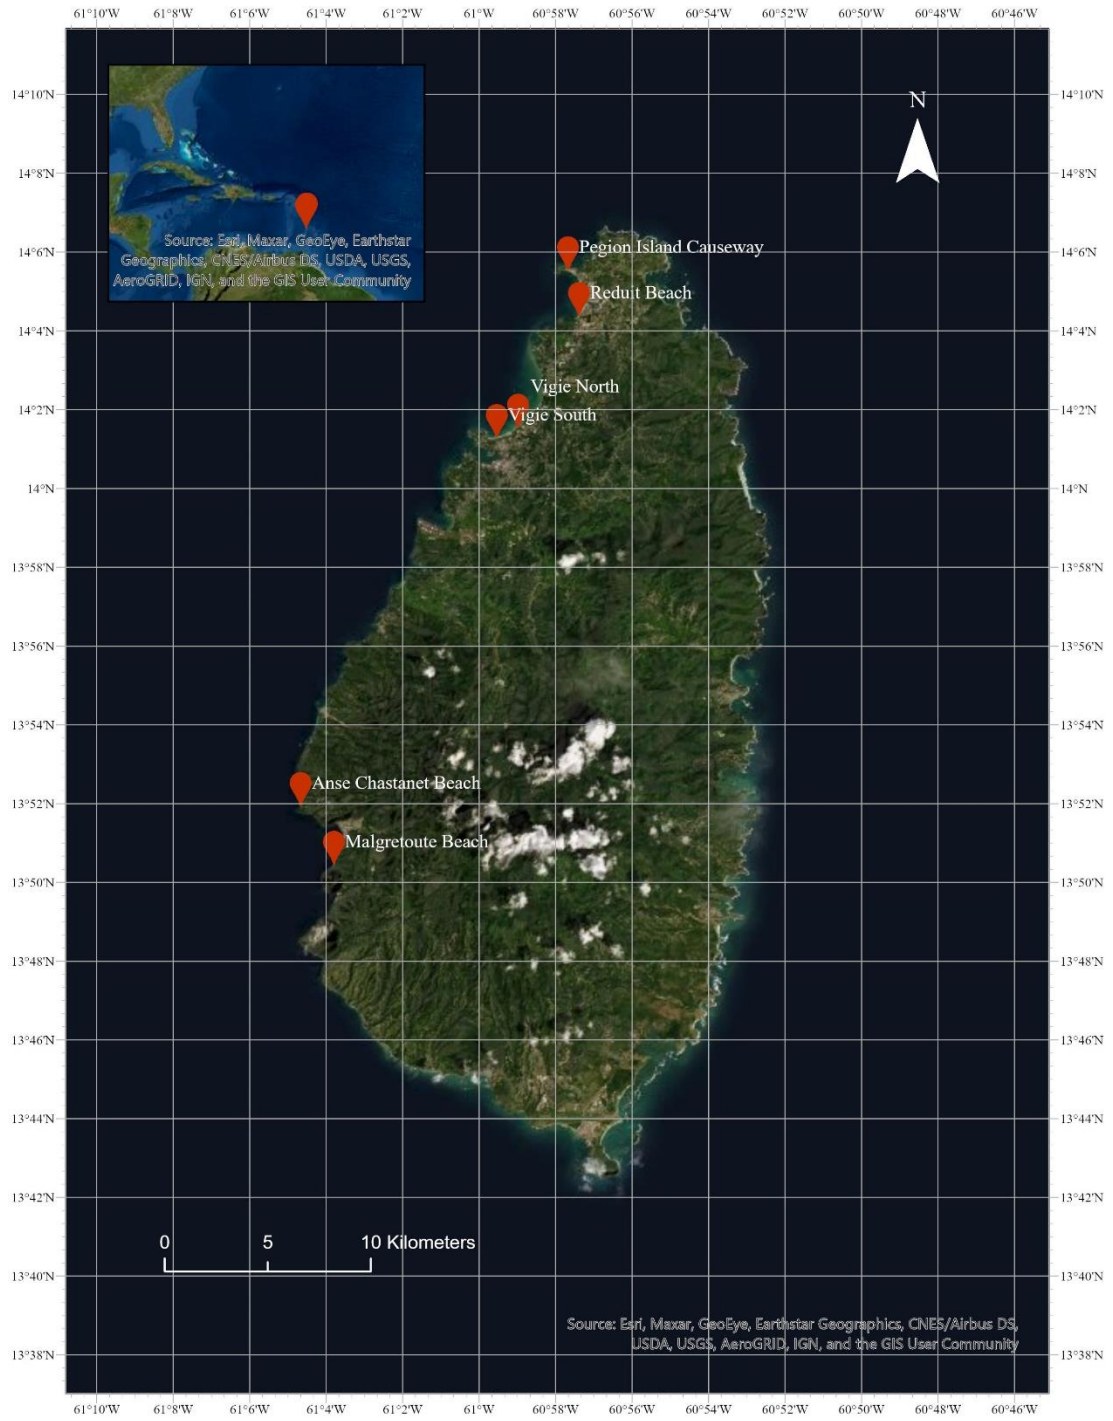 61°10'W 61°8'W 61°6'W 61°4'W 61°2'W 60°59'W 60°57'W 60°56'W 60°54'W 60°52'W 60°50'W 60°48'W 60°46'W
14°10'N 14°10'N
N
14°8'N 14°8'N
Source: Esri, Maxar, GeoEye, Earthstar
Geographics, CNES/Airbus DS, USDA, USGS,
AeroGRID, IGN, and the GIS User Community
Pegion Island Causeway
14°6'N 14°6'N
Reduit Beach
14°4'N 14°4'N
Vigie North
14°2'N 14°2'N
Vigie South
14°N 14°N
13°58'N 13°58'N
13°56'N 13°56'N
13°54'N 13°54'N
Anse Chastanet Beach
13°52'N 13°52'N
Malgretoute Beach
13°50'N 13°50'N
13°48'N 13°48'N
13°46'N 13°46'N
13°44'N 13°44'N
13°42'N 13°42'N
0 5 10 Kilometers
13°40'N 13°40'N
Source: Esri, Maxar, GeoEye, Earthstar Geographics, CNES/Airbus DS,
USDA, USGS, AeroGRID, IGN, and the GIS User Community
13°38'N 13°38'N
61°10'W 61°8'W 61°6'W 61°4'W 61°2'W 60°59'W 60°57'W 60°56'W 60°54'W 60°52'W 60°50'W 60°48'W 60°46'W